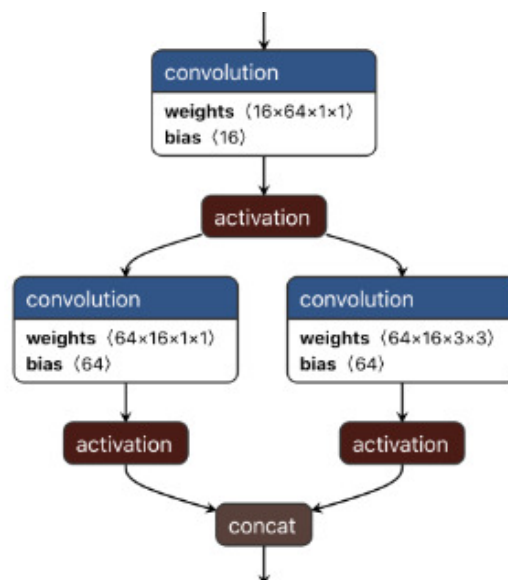 convolution
weights ⟨16×64×1×1⟩
bias ⟨16⟩
activation
convolution
weights ⟨64×16×1×1⟩
bias ⟨64⟩
convolution
weights ⟨64×16×3×3⟩
bias ⟨64⟩
activation
activation
concat